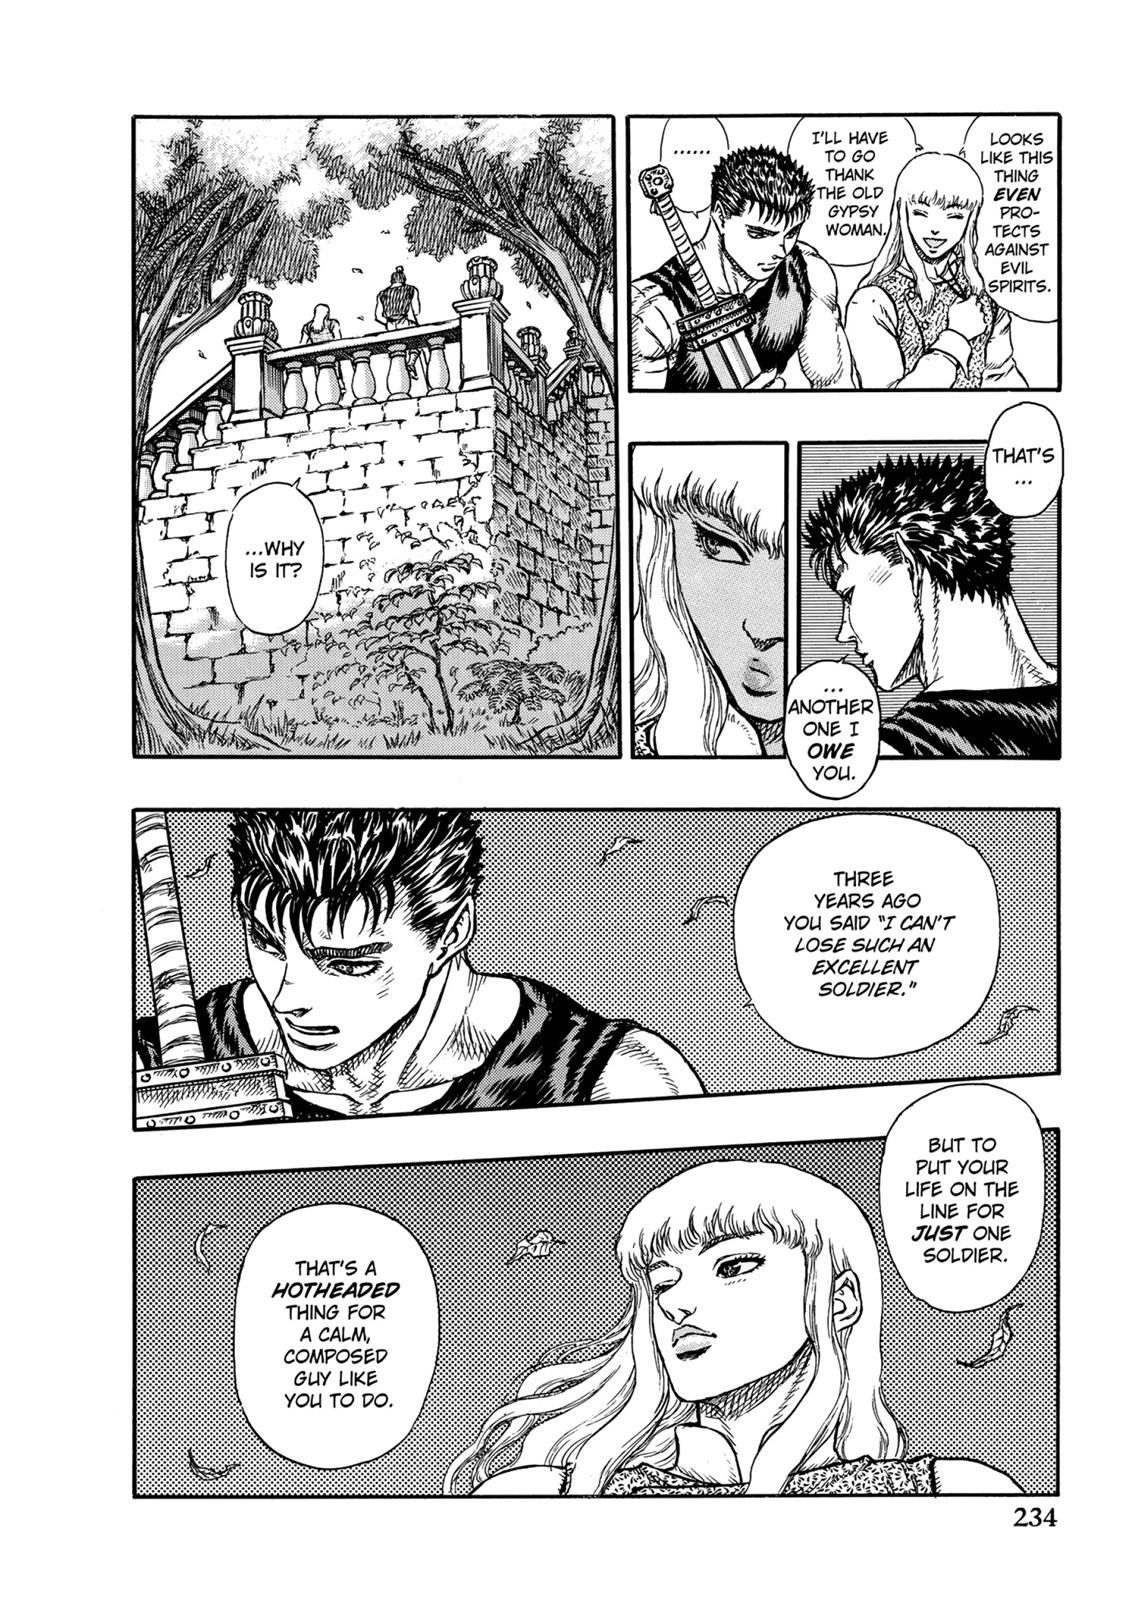 LOOKS
LIKE THIS
THING
EVEN
PRO-
TECTS
AGAINST
EVIL
SPIRITS.
I'LL HAVE
TO GO
THANK
THE OLD
GYPSY
WOMAN.
......
THAT'S
...
...
ANOTHER
ONE I
OWE
YOU.
...WHY
IS IT?
THREE
YEARS AGO
YOU SAID "I CAN'T
LOSE SUCH AN
EXCELLENT
SOLDIER."
BUT TO
PUT YOUR
LIFE ON THE
LINE FOR
JUST ONE
SOLDIER.
THAT'S A
HOTHEADED
THING FOR
A CALM,
COMPOSED
GUY LIKE
YOU TO DO.
234